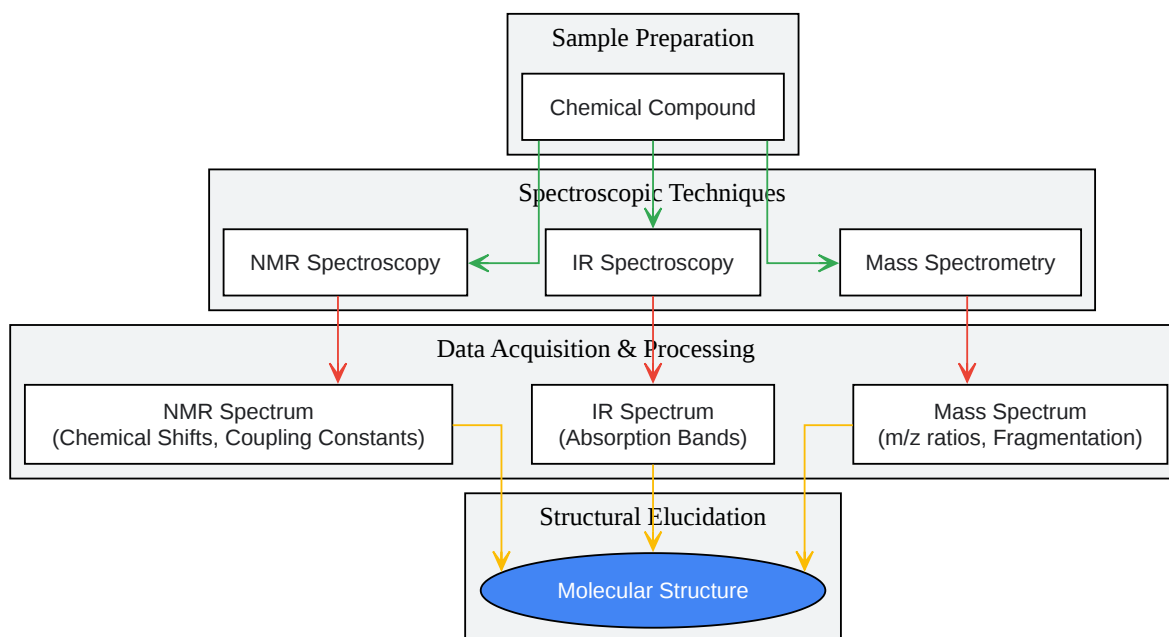 Sample Preparation
Chemical Compound
Spectroscopic Techniques
NMR Spectroscopy
IR Spectroscopy
Mass Spectrometry
Data Acquisition & Processing
NMR Spectrum
(Chemical Shifts, Coupling Constants)
IR Spectrum
(Absorption Bands)
Mass Spectrum
(m/z ratios, Fragmentation)
Structural Elucidation
Molecular Structure